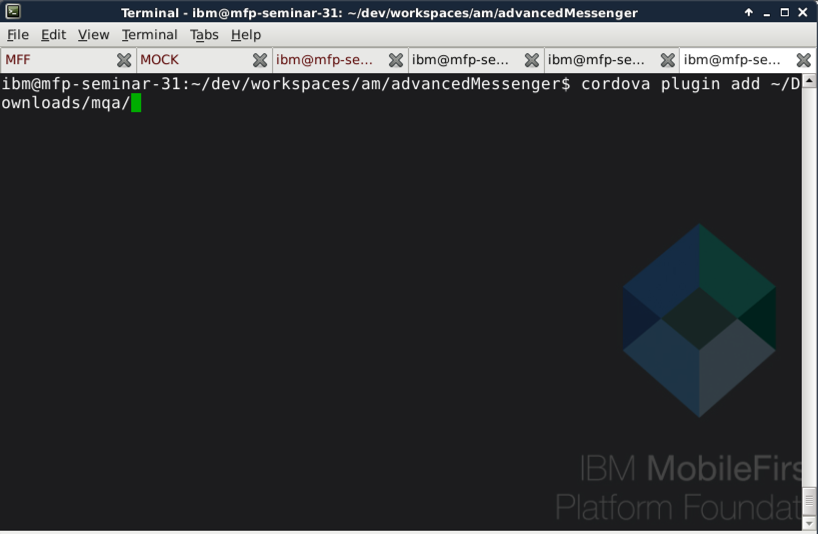 Terminal - ibm@mfp-seminar-31: ~/dev/workspaces/am/advancedMessenger
File Edit View Terminal Tabs Help
MFF MOCK ibm@mfp-se... ibm@mfp-se... ibm@mfp-se... ibm@mfp-se...
ibm@mfp-seminar-31:~/dev/workspaces/am/advancedMessenger$ cordova plugin add ~/D
ownloads/mqa/
IBM MobileFirs
Platform Foundat